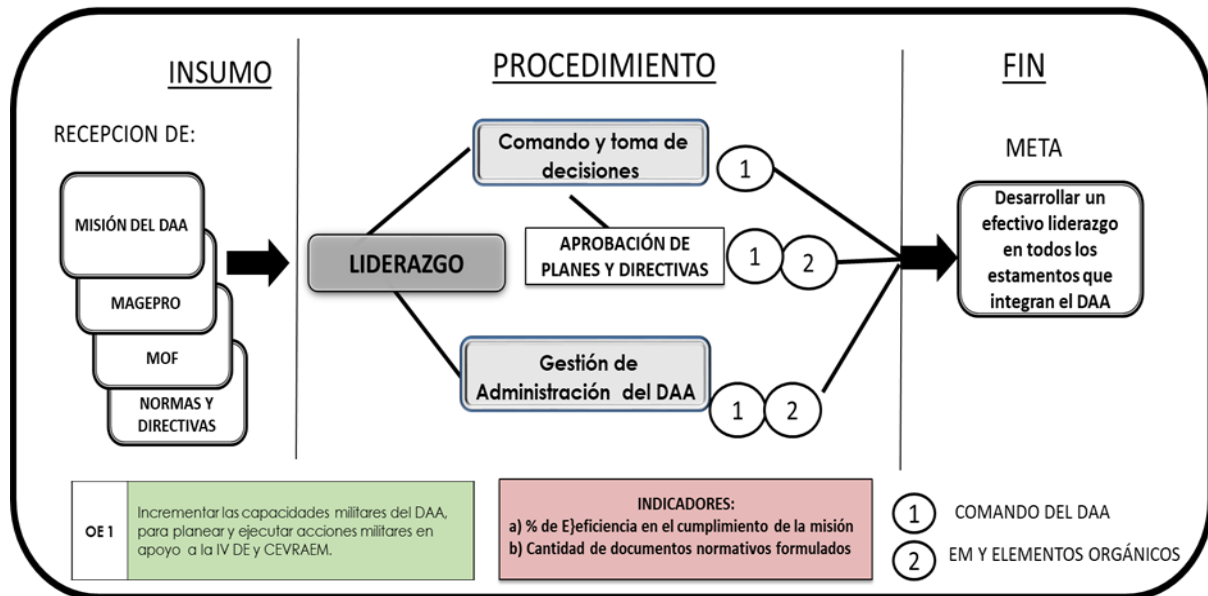 INSUMO
RECEPCION DE:
MISIÓN DEL DAA
MAGEPRO
MOF
NORMAS Y
DIRECTIVAS
PROCEDIMIENTO
LIDERAZGO
Comando y toma de
decisiones
1
APROBACIÓN DE
PLANES Y DIRECTIVAS
1
2
Gestión de
Administración del DAA
1
2
FIN
META
Desarrollar un
efectivo liderazgo
en todos los
estamentos que
integran el DAA
OE 1
Incrementar las capacidades militares del DAA,
para planear y ejecutar acciones militares en
apoyo a la IV DE y CEVRAEM.
INDICADORES:
a) % de E}eficiencia en el cumplimiento de la misión
b) Cantidad de documentos normativos formulados
1 COMANDO DEL DAA
2 EM Y ELEMENTOS ORGÁNICOS